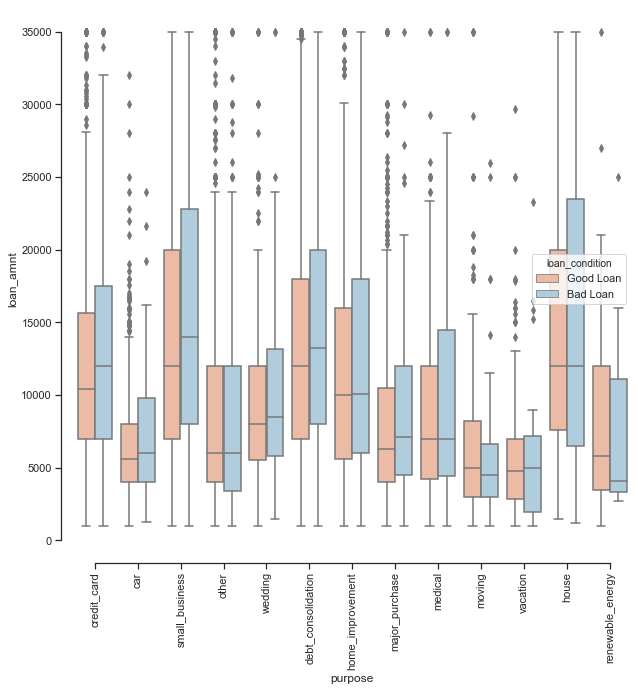 35000
30000
25000
20000
15000
10000
5000
0
loan_amnt
loan_condition
Good Loan
Bad Loan
credit_card
car
small_business
other
wedding
debt_consolidation
home_improvement
major_purchase
medical
moving
vacation
house
renewable_energy
purpose